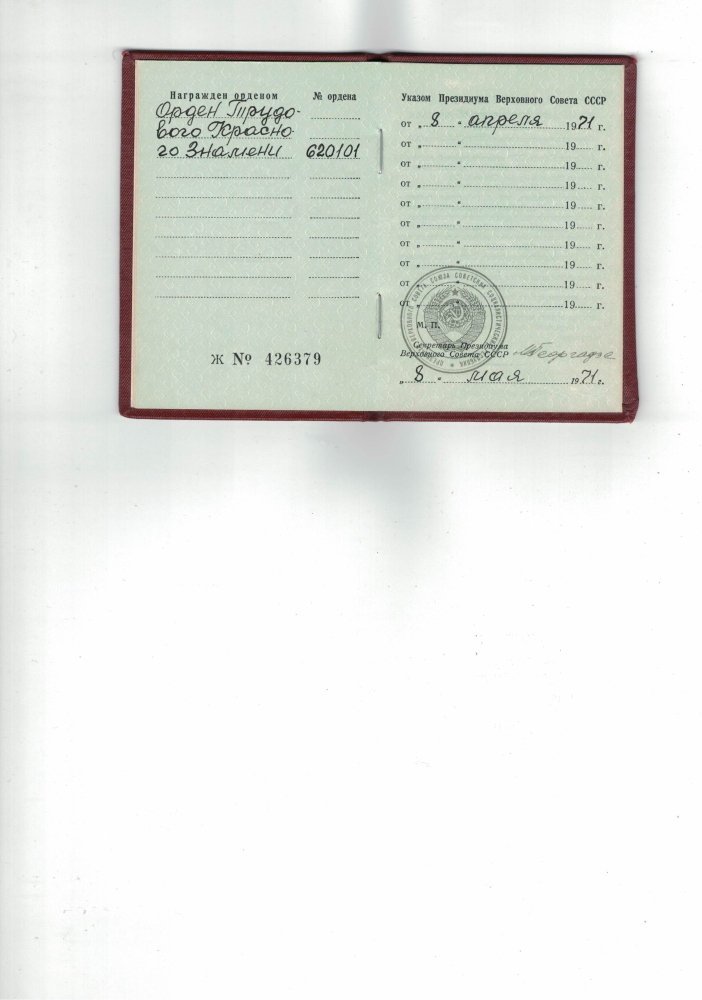 Награжден орденом
№ ордена
Орден Трудо-
вого Красно-
го Знамени 620101
Ж № 426379
Указом Президиума Верховного Совета СССР
от „ 8 “ апреля 1971 г.
от „ “ 19 г.
от „ “ 19 г.
от „ “ 19 г.
от „ “ 19 г.
от „ “ 19 г.
от „ “ 19 г.
от „ “ 19 г.
от „ “ 19 г.
от „ “ 19 г.
М. П.
Секретарь Президиума
Верховного Совета СССР МГеоргадзе
„ 8 “ мая 1971 г.